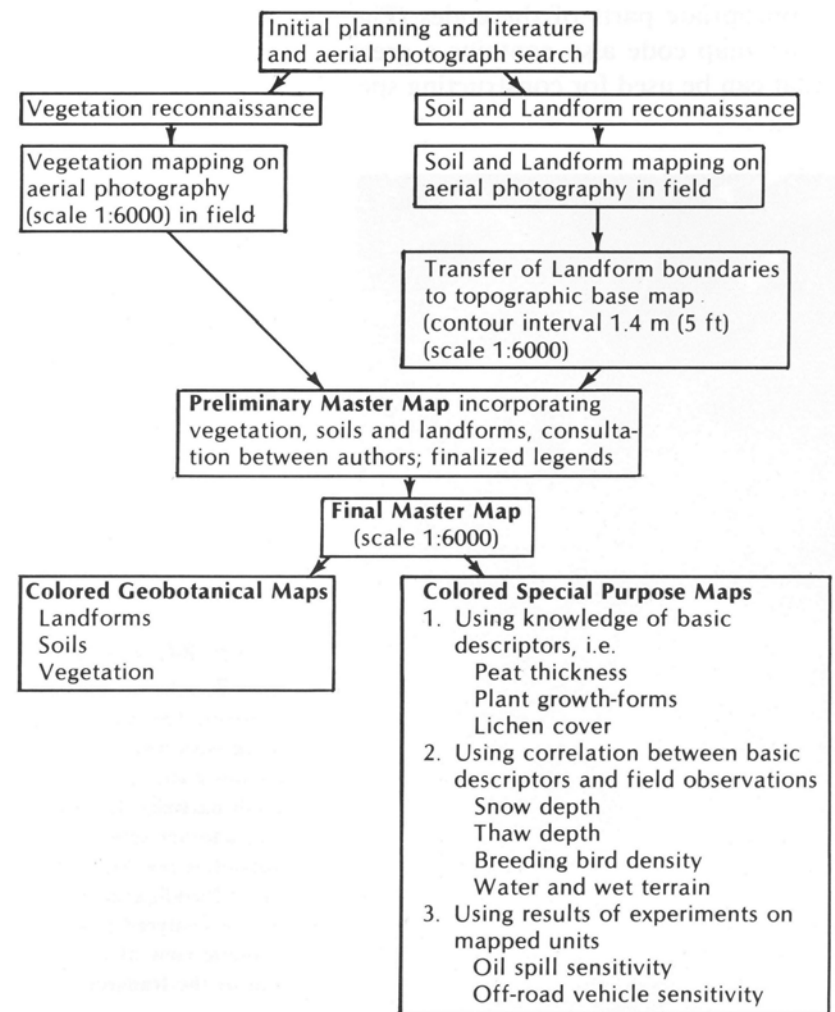 Initial planning and literature
and aerial photograph search
Vegetation reconnaissance
Soil and Landform reconnaissance
Vegetation mapping on
aerial photography
(scale 1:6000) in field
Soil and Landform mapping on
aerial photography in field
Transfer of Landform boundaries
to topographic base map
(contour interval 1.4 m (5 ft)
(scale 1:6000)
Preliminary Master Map incorporating
vegetation, soils and landforms, consulta-
tion between authors; finalized legends
Final Master Map
(scale 1:6000)
Colored Geobotanical Maps
Landforms
Soils
Vegetation
Colored Special Purpose Maps
1. Using knowledge of basic
descriptors, i.e.
Peat thickness
Plant growth-forms
Lichen cover
2. Using correlation between basic
descriptors and field observations
Snow depth
Thaw depth
Breeding bird density
Water and wet terrain
3. Using results of experiments on
mapped units
Oil spill sensitivity
Off-road vehicle sensitivity